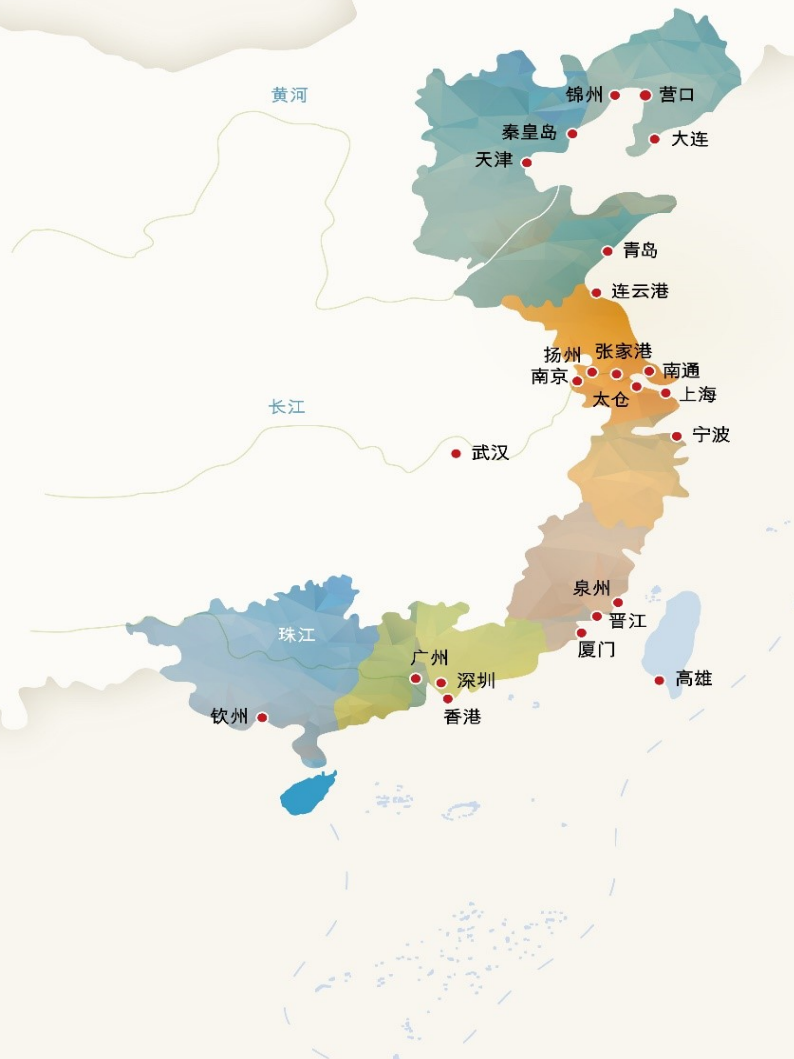 黄河
锦州
营口
秦皇岛
大连
天津
青岛
连云港
扬州
张家港
南京
南通
太仓
上海
长江
宁波
武汉
泉州
晋江
珠江
厦门
广州
深圳
高雄
钦州
香港